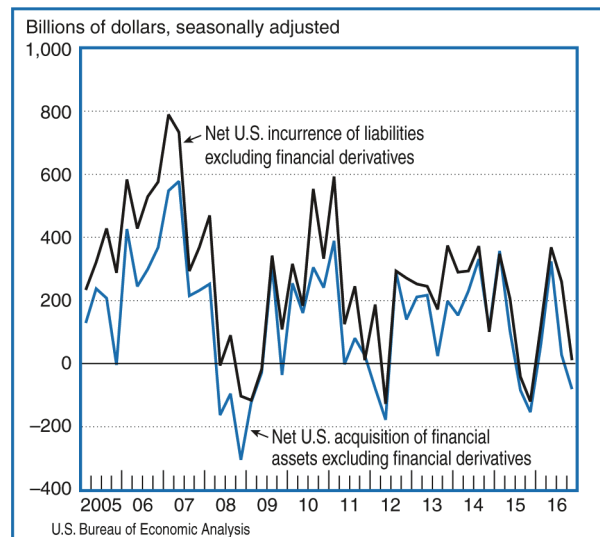 Billions of dollars, seasonally adjusted
1,000
800
Net U.S. incurrence of liabilities
excluding financial derivatives
600
400
200
0
−200
Net U.S. acquisition of financial
assets excluding financial derivatives
−400
2005 06 07 08 09 10 11 12 13 14 15 16
U.S. Bureau of Economic Analysis